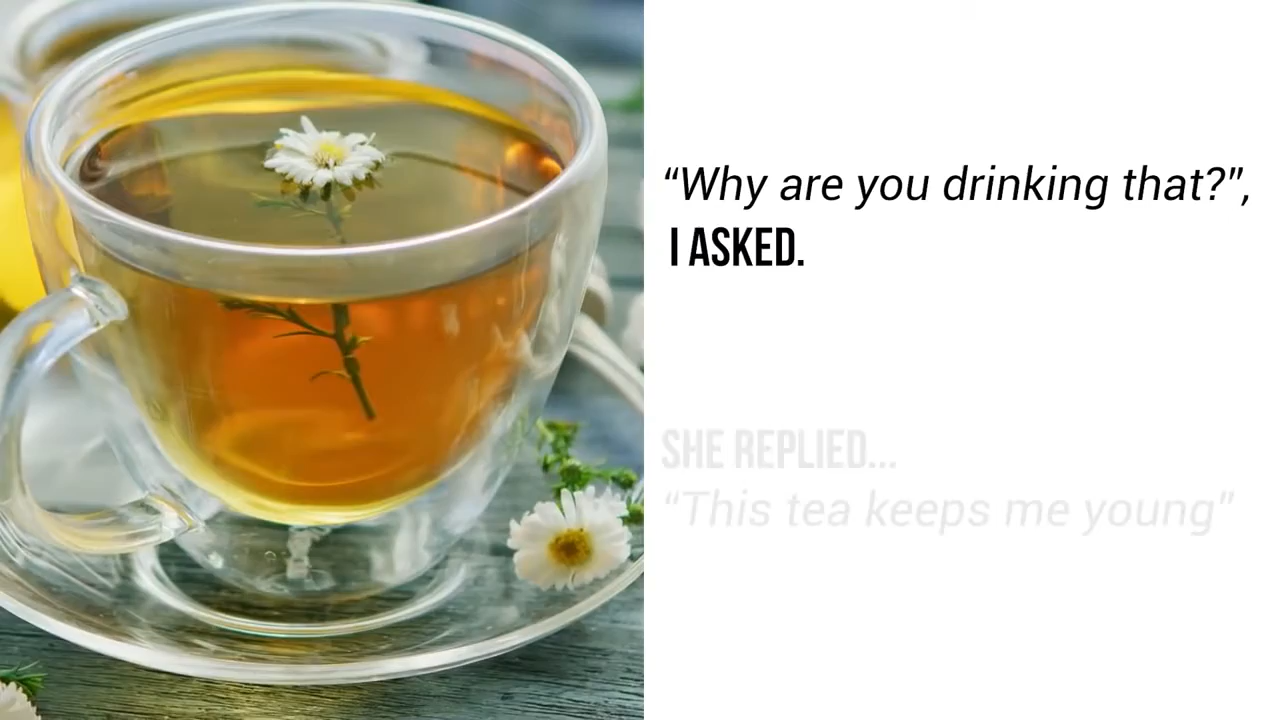 “Why are you drinking that?”,
I ASKED.
SHE REPLIED...
“This tea keeps me young”